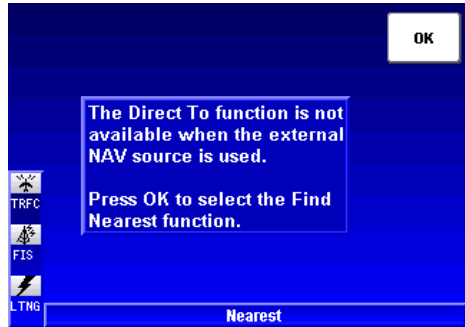 OK
The Direct To function is not
available when the external
NAV source is used.
Press OK to select the Find
Nearest function.
TRFC
FIS
LTNG
Nearest